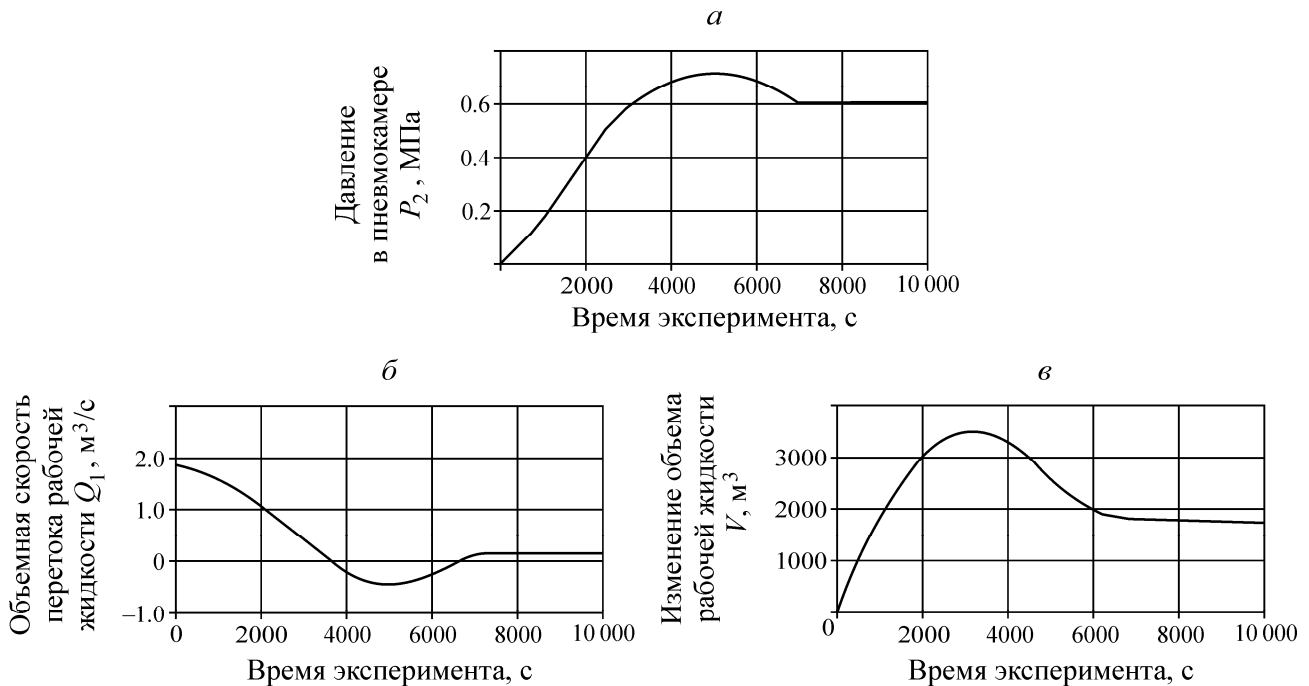 а
Давление
в пневмокамере
P2 , МПа
0.6
0.4
0.2
2000 4000 6000 8000 10 000
Время эксперимента, с
б
Объемная скорость
перетока рабочей
жидкости Q1, м³/с
2.0
1.0
0
–1.0
0 2000 4000 6000 8000 10 000
Время эксперимента, с
в
Изменение объема
рабочей жидкости
V, м³
3000
2000
1000
0 2000 4000 6000 8000 10 000
Время эксперимента, с